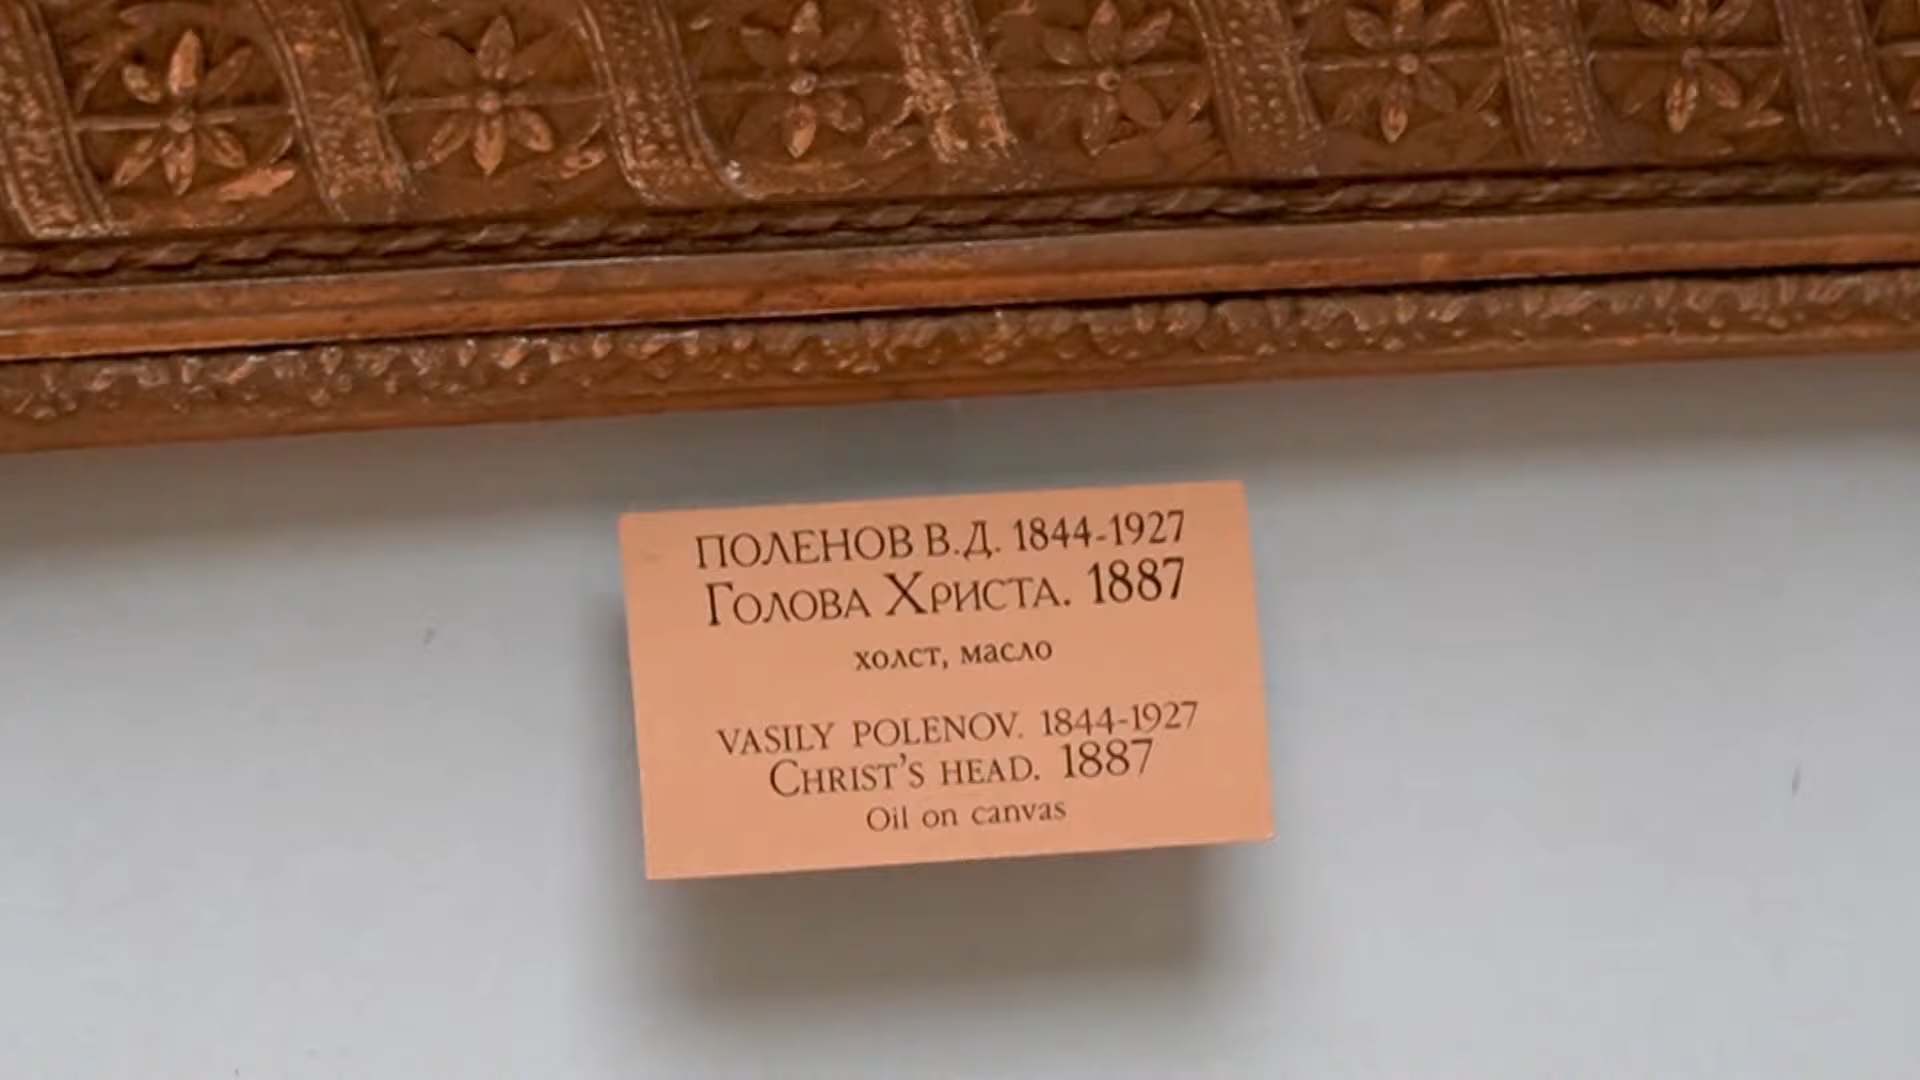 ПОЛЕНОВ В.Д. 1844-1927
Голова Христа. 1887
холст, масло
VASILY POLENOV. 1844-1927
CHRIST'S HEAD. 1887
Oil on canvas